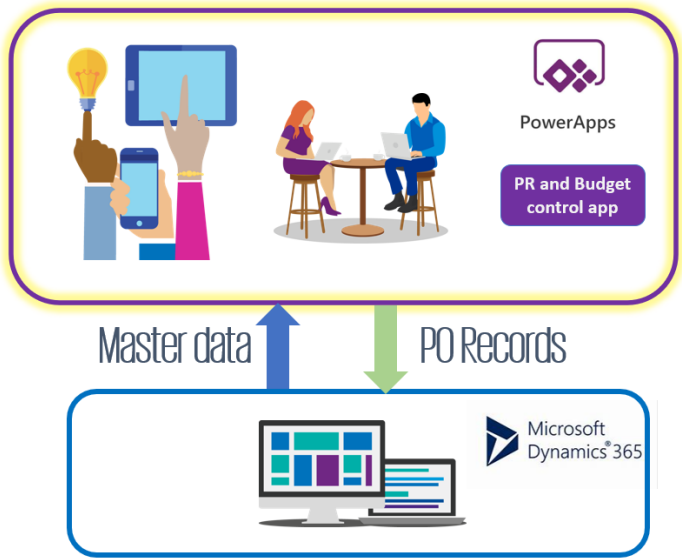 PowerApps
PR and Budget
control app
Master data
PO Records
Microsoft
Dynamics® 365